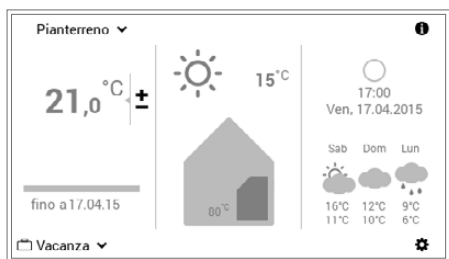 Pianterreno
21,0 °C ±
fino a 17.04.15
Vacanza
15°C
80°C
17:00
Ven, 17.04.2015
Sab Dom Lun
16°C 12°C 9°C
11°C 10°C 6°C